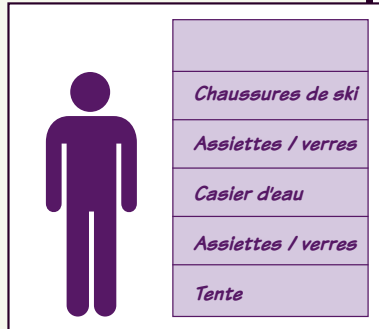 Chaussures de ski
Assiettes / verres
Casier d'eau
Assiettes / verres
Tente